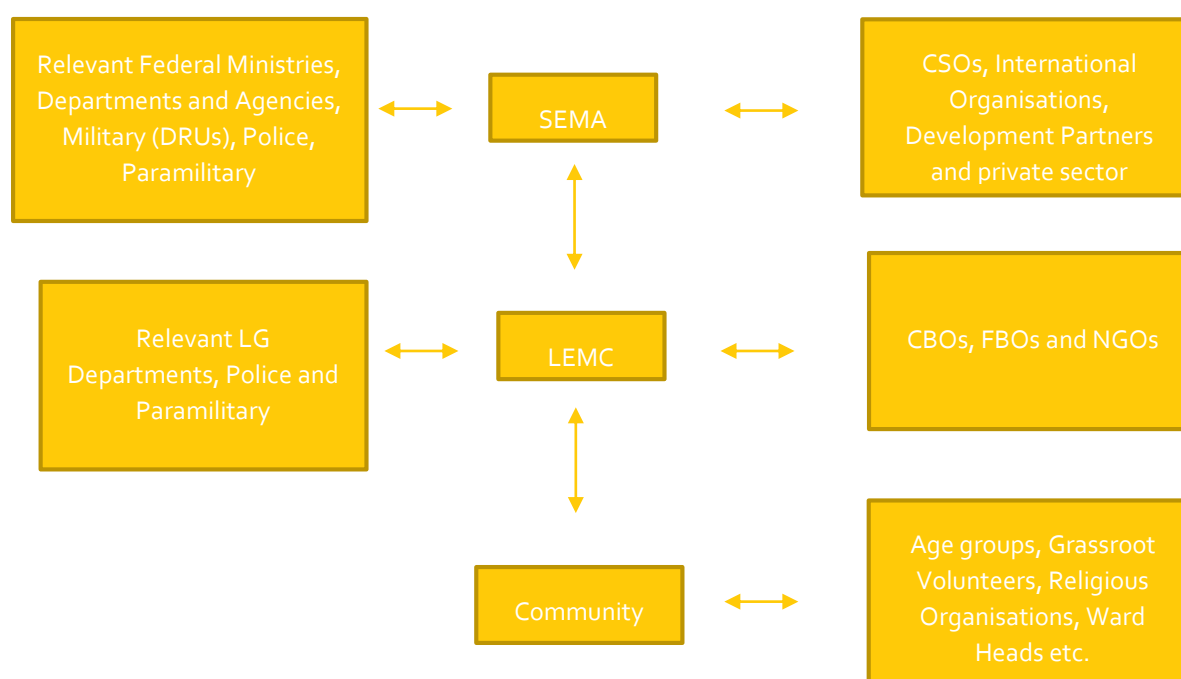 Relevant Federal Ministries,
Departments and Agencies,
Military (DRUs), Police,
Paramilitary
SEMA
CSOs, International
Organisations,
Development Partners
and private sector
Relevant LG
Departments, Police and
Paramilitary
LEMC
CBOs, FBOs and NGOs
Community
Age groups, Grassroot
Volunteers, Religious
Organisations, Ward
Heads etc.